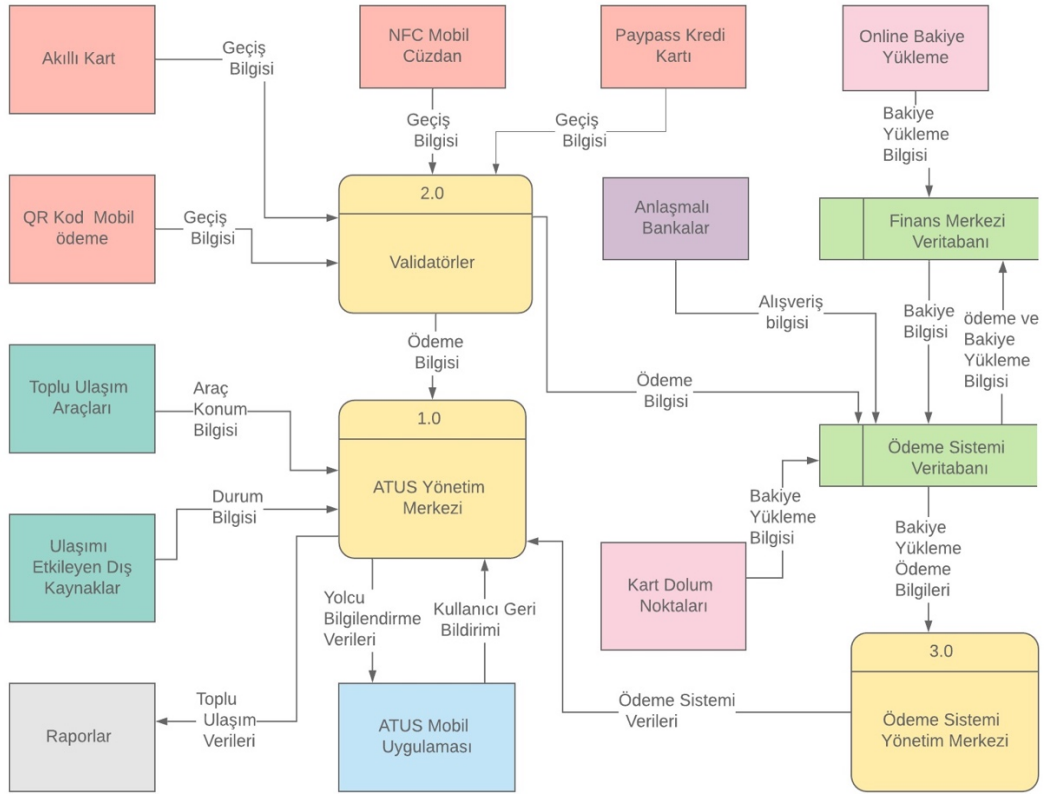 Akıllı Kart
Geçiş
Bilgisi
NFC Mobil
Cüzdan
Paypass Kredi
Kartı
Online Bakiye
Yükleme
Geçiş
Bilgisi
Geçiş
Bilgisi
Bakiye
Yükleme
Bilgisi
QR Kod Mobil
ödeme
Geçiş
Bilgisi
2.0
Validatörler
Anlaşmalı
Bankalar
Finans Merkezi
Veritabanı
Alışveriş
bilgisi
Bakiye
Bilgisi
ödeme ve
Bakiye
Yükleme
Bilgisi
Ödeme
Bilgisi
Ödeme
Bilgisi
Toplu Ulaşım
Araçları
Araç
Konum
Bilgisi
1.0
ATUS Yönetim
Merkezi
Ödeme Sistemi
Veritabanı
Durum
Bilgisi
Bakiye
Yükleme
Bilgisi
Bakiye
Yükleme
Ödeme
Bilgileri
Ulaşımı
Etkileyen Dış
Kaynaklar
Kart Dolum
Noktaları
Yolcu
Bilgilendirme
Verileri
Kullanıcı Geri
Bildirimi
3.0
Ödeme Sistemi
Yönetim Merkezi
Ödeme Sistemi
Verileri
Toplu
Ulaşım
Verileri
Raporlar
ATUS Mobil
Uygulaması